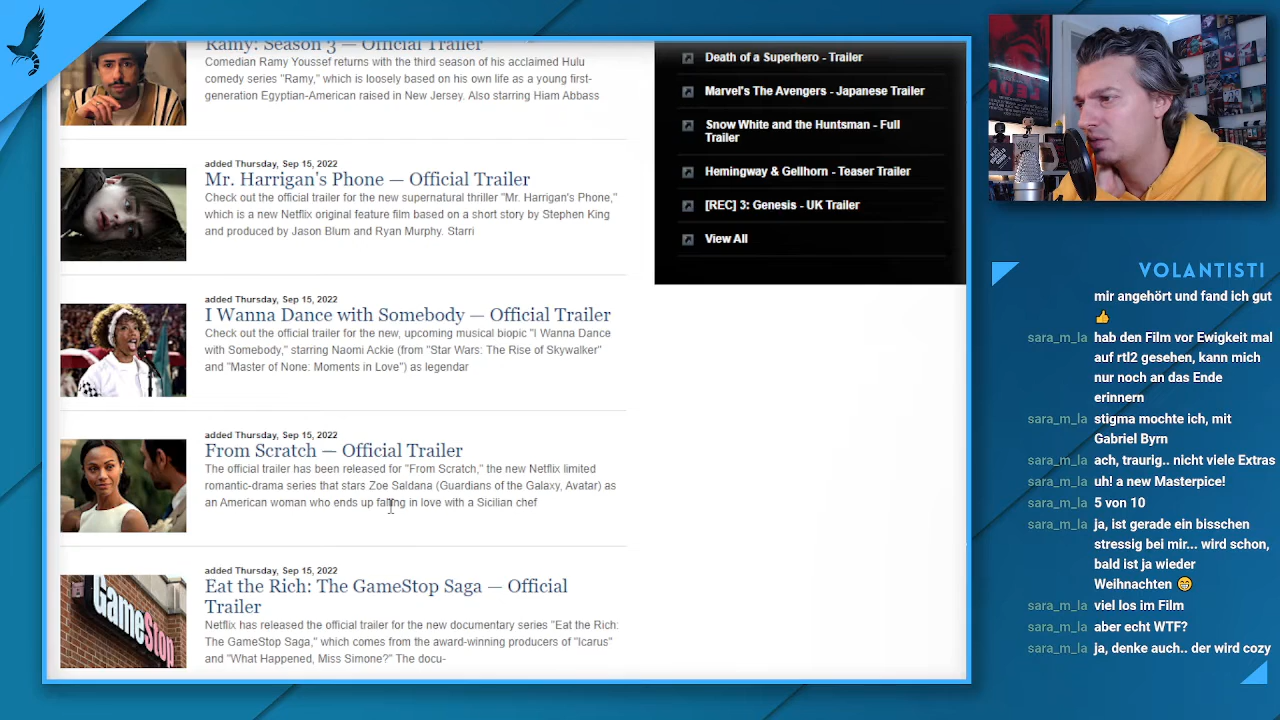 Ramy: Season 3 — Official Trailer
Comedian Ramy Youssef returns with the third season of his acclaimed Hulu
comedy series "Ramy," which is loosely based on his own life as a young first-
generation Egyptian-American raised in New Jersey. Also starring Hiam Abbass
added Thursday, Sep 15, 2022
Mr. Harrigan's Phone — Official Trailer
Check out the official trailer for the new supernatural thriller "Mr. Harrigan's Phone,"
which is a new Netflix original feature film based on a short story by Stephen King
and produced by Jason Blum and Ryan Murphy. Starri
added Thursday, Sep 15, 2022
I Wanna Dance with Somebody — Official Trailer
Check out the official trailer for the new, upcoming musical biopic "I Wanna Dance
with Somebody," starring Naomi Ackie (from "Star Wars: The Rise of Skywalker"
and "Master of None: Moments in Love") as legendar
added Thursday, Sep 15, 2022
From Scratch — Official Trailer
The official trailer has been released for "From Scratch," the new Netflix limited
romantic-drama series that stars Zoe Saldana (Guardians of the Galaxy, Avatar) as
an American woman who ends up falling in love with a Sicilian chef
GameStop
added Thursday, Sep 15, 2022
Eat the Rich: The GameStop Saga — Official
Trailer
Netflix has released the official trailer for the new documentary series "Eat the Rich:
The GameStop Saga," which comes from the award-winning producers of "Icarus"
and "What Happened, Miss Simone?" The docu-
Death of a Superhero - Trailer
Marvel's The Avengers - Japanese Trailer
Snow White and the Huntsman - Full
Trailer
Hemingway & Gellhorn - Teaser Trailer
[REC] 3: Genesis - UK Trailer
View All
VOLANTISTI
mir angehört und fand ich gut
👍
sara_m_la hab den Film vor Ewigkeit mal
auf rtl2 gesehen, kann mich
nur noch an das Ende
erinnern
sara_m_la stigma mochte ich, mit
Gabriel Byrn
sara_m_la ach, traurig.. nicht viele Extras
sara_m_la uh! a new Masterpiece!
sara_m_la 5 von 10
sara_m_la ja, ist gerade ein bisschen
stressig bei mir... wird schon,
bald ist ja wieder
Weihnachten 😁
sara_m_la viel los im Film
sara_m_la aber echt WTF?
sara_m_la ja, denke auch.. der wird cozy